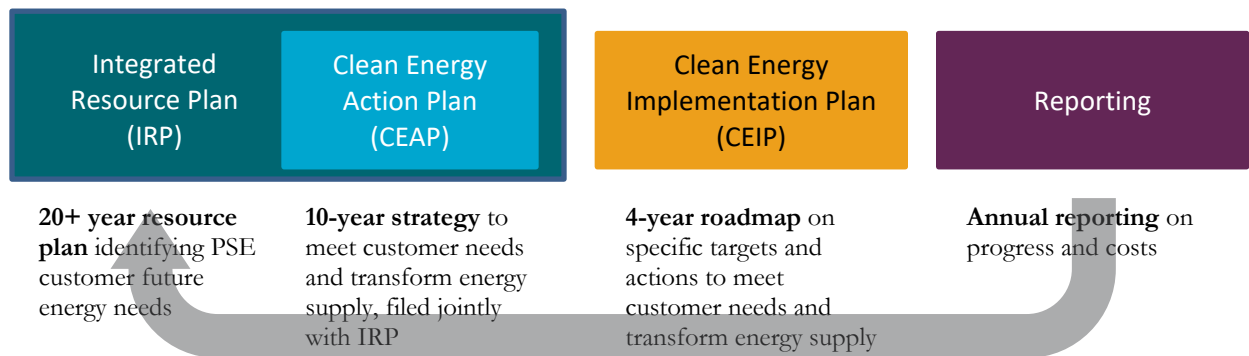 Integrated
Resource Plan
(IRP)
Clean Energy
Action Plan
(CEAP)
Clean Energy
Implementation Plan
(CEIP)
Reporting
20+ year resource
plan identifying PSE
customer future
energy needs
10-year strategy to
meet customer needs
and transform energy
supply, filed jointly
with IRP
4-year roadmap on
specific targets and
actions to meet
customer needs and
transform energy supply
Annual reporting on
progress and costs